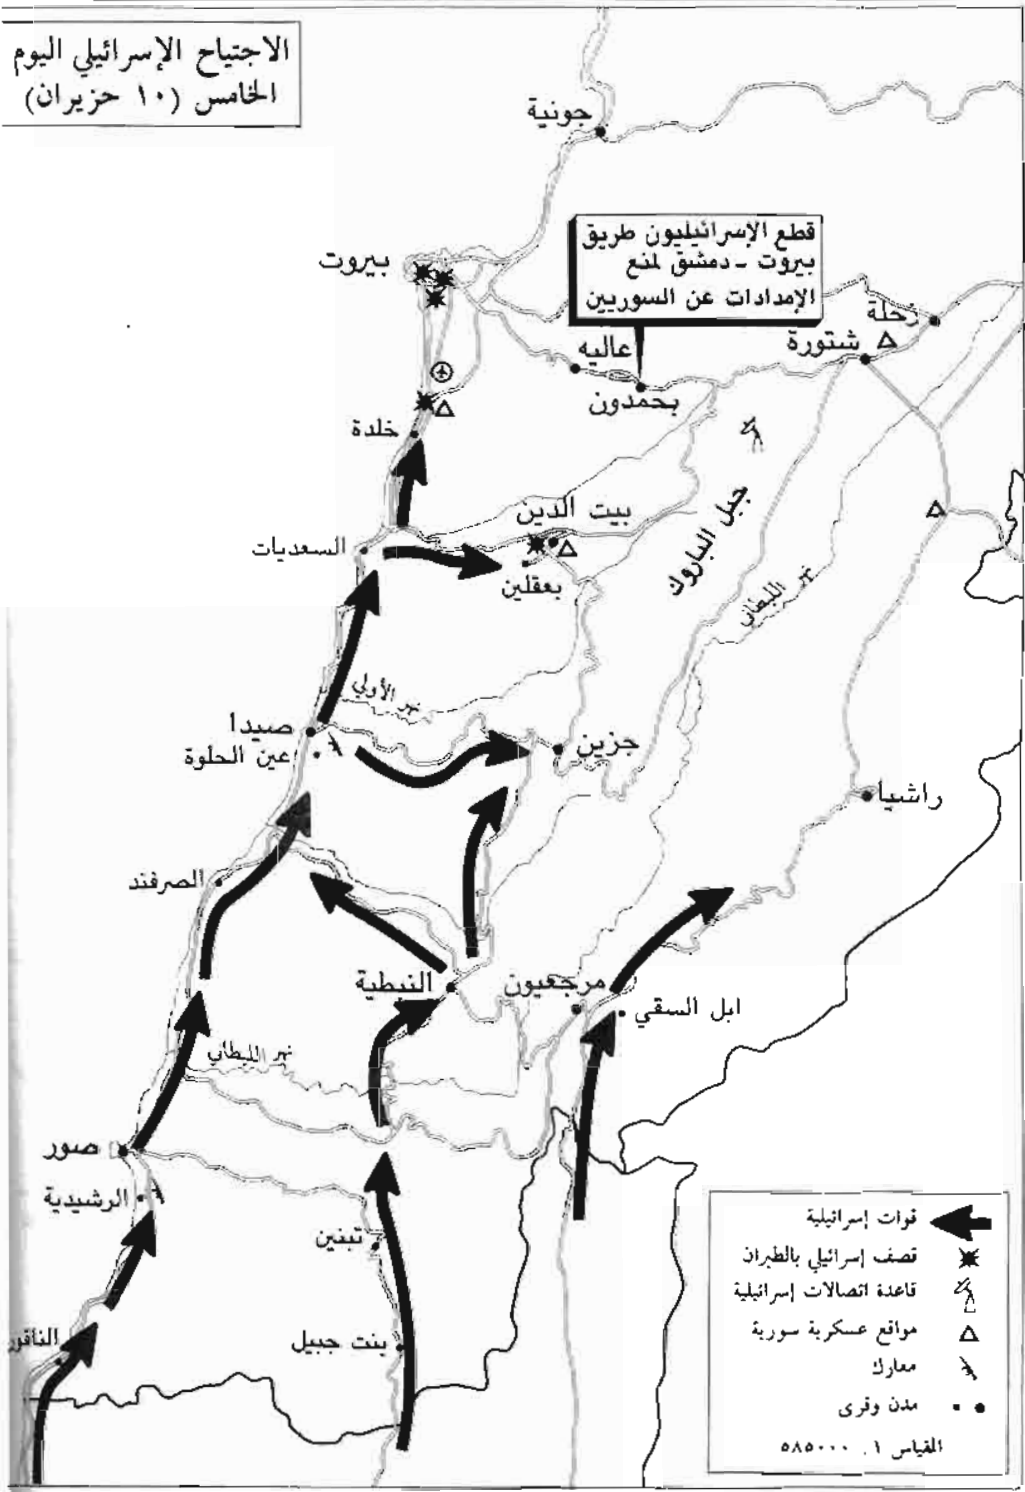 الاجتياح الإسرائيلي اليوم
الخامس (١٠ حزيران)
جونية
قطع الإسرائيليون طريق
بيروت ـ دمشق لمنع
الإمدادات عن السوريين
بيروت
زحلة
شتورة
عاليه
بحمدون
خلدة
جبل الباروك
بيت الدين
السعديات
بعقلين
نهر الليطاني
نهر الأولي
صيدا
عين الحلوة
جزين
راشيا
الصرفند
النبطية
مرجعيون
ابل السقي
نهر الليطاني
صور
الرشيدية
تبنين
الناقور
بنت جبيل
قوات إسرائيلية
قصف إسرائيلي بالطيران
قاعدة اتصالات إسرائيلية
مواقع عسكرية سورية
معارك
مدن وقرى
المقياس ١. ٥٨٥٠٠٠